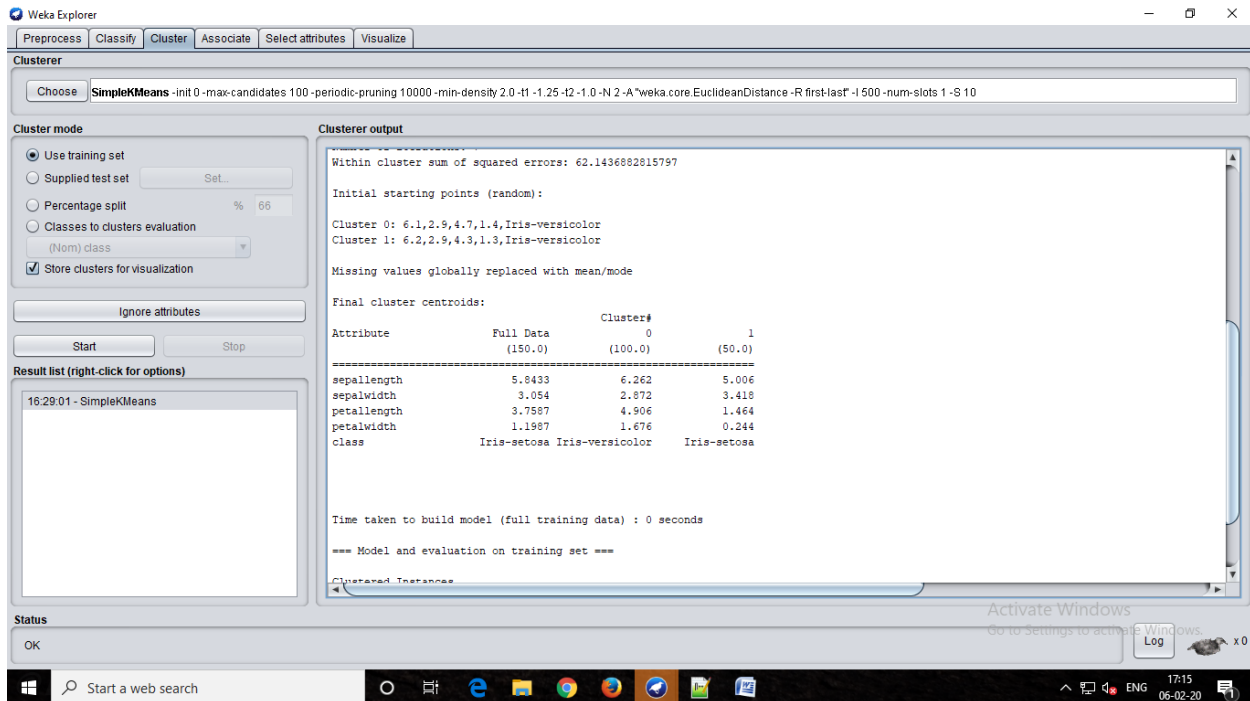 Weka Explorer
Preprocess Classify Cluster Associate Select attributes Visualize
Clusterer
Choose SimpleKMeans -init 0 -max-candidates 100 -periodic-pruning 10000 -min-density 2.0 -t1 -1.25 -t2 -1.0 -N 2 -A "weka.core.EuclideanDistance -R first-last" -I 500 -num-slots 1 -S 10
Cluster mode
Use training set
Supplied test set Set...
Percentage split % 66
Classes to clusters evaluation
(Nom) class
Store clusters for visualization
Ignore attributes
Start Stop
Result list (right-click for options)
16:29:01 - SimpleKMeans
Clusterer output
Within cluster sum of squared errors: 62.1436882815797
Initial starting points (random):
Cluster 0: 6.1,2.9,4.7,1.4,Iris-versicolor
Cluster 1: 6.2,2.9,4.3,1.3,Iris-versicolor
Missing values globally replaced with mean/mode
Final cluster centroids:
Cluster#
Attribute Full Data 0 1
(150.0) (100.0) (50.0)
==================================================================
sepallength 5.8433 6.262 5.006
sepalwidth 3.054 2.872 3.418
petallength 3.7587 4.906 1.464
petalwidth 1.1987 1.676 0.244
class Iris-setosa Iris-versicolor Iris-setosa
Time taken to build model (full training data) : 0 seconds
=== Model and evaluation on training set ===
Clustered Instances
Activate Windows
Go to Settings to activate Windows.
Status
OK
Log x 0
Start a web search
ENG
17:15
06-02-20